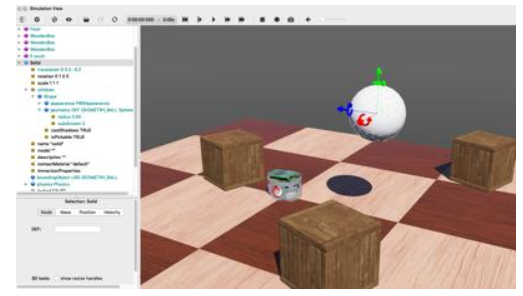 Simulation View
0:00:00:000 - 0.00x
Floor
WoodenBox
WoodenBox
WoodenBox
E-puck
Solid
translation 0 0.2 -0.2
rotation 0 1 0 0
scale 1 1 1
children
Shape
appearance PBRAppearance
geometry DEF GEOMETRY_BALL Sphere
radius 0.05
subdivision 2
castShadows TRUE
isPickable TRUE
name "solid"
model ""
description ""
contactMaterial "default"
immersionProperties
boundingObject USE GEOMETRY_BALL
physics Physics
Selection: Solid
Node Mass Position Velocity
DEF:
3D tools: show resize handles